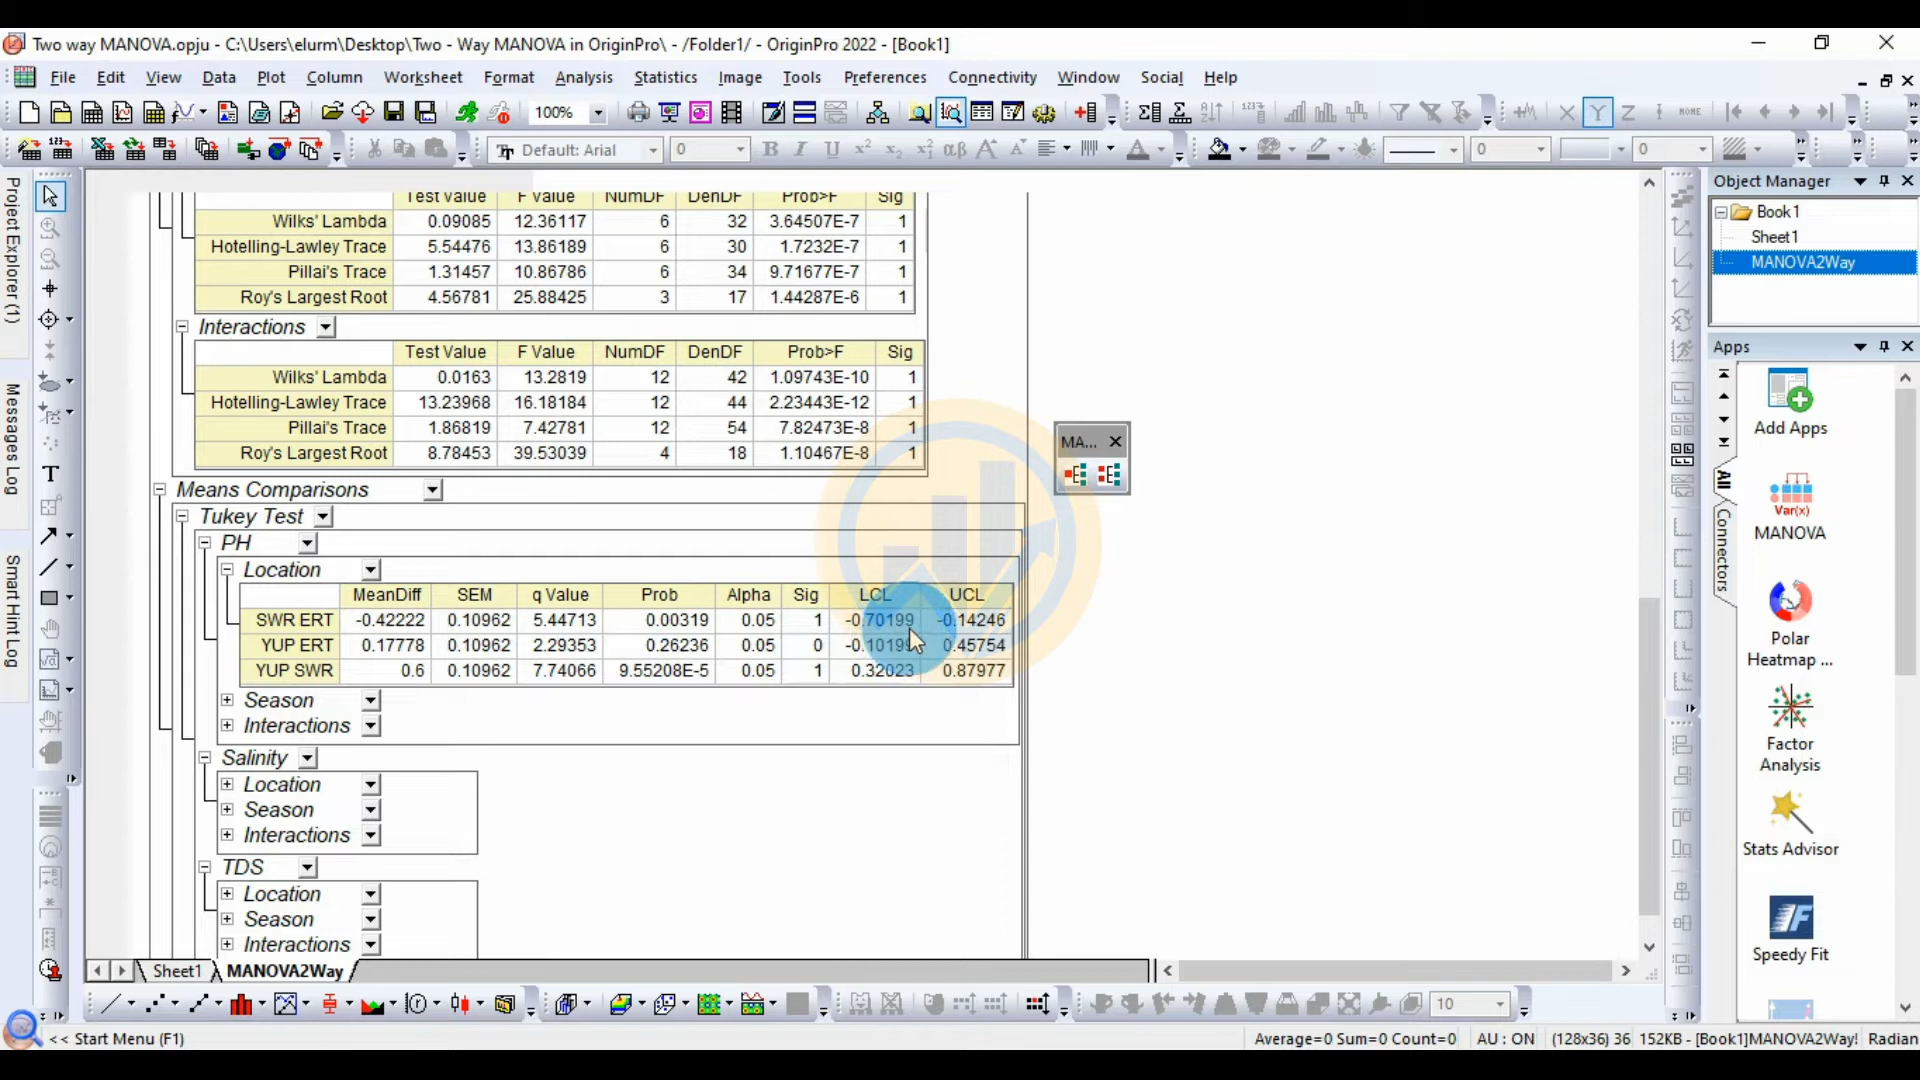 Two way MANOVA.opju - C:\Users\elurm\Desktop\Two - Way MANOVA in OriginPro\ - /Folder1/ - OriginPro 2022 - [Book1]
File Edit View Data Plot Column Worksheet Format Analysis Statistics Image Tools Preferences Connectivity Window Social Help
100%
Default: Arial 0 B I U 0 0
Project Explorer (1)
Messages Log
Smart Hint Log
Test Value F Value NumDF DenDF Prob>F Sig
Wilks' Lambda 0.09085 12.36117 6 32 3.64507E-7 1
Hotelling-Lawley Trace 5.54476 13.86189 6 30 1.7232E-7 1
Pillai's Trace 1.31457 10.86786 6 34 9.71677E-7 1
Roy's Largest Root 4.56781 25.88425 3 17 1.44287E-6 1
Interactions
Test Value F Value NumDF DenDF Prob>F Sig
Wilks' Lambda 0.0163 13.2819 12 42 1.09743E-10 1
Hotelling-Lawley Trace 13.23968 16.18184 12 44 2.23443E-12 1
Pillai's Trace 1.86819 7.42781 12 54 7.82473E-8 1
Roy's Largest Root 8.78453 39.53039 4 18 1.10467E-8 1
Means Comparisons
Tukey Test
PH
Location
MeanDiff SEM q Value Prob Alpha Sig LCL UCL
SWR ERT -0.42222 0.10962 5.44713 0.00319 0.05 1 -0.70199 -0.14246
YUP ERT 0.17778 0.10962 2.29353 0.26236 0.05 0 -0.10199 0.45754
YUP SWR 0.6 0.10962 7.74066 9.55208E-5 0.05 1 0.32023 0.87977
Season
Interactions
Salinity
Location
Season
Interactions
TDS
Location
Season
Interactions
MA...
Sheet1 MANOVA2Way
Object Manager
Book1
Sheet1
MANOVA2Way
Apps
All
Connectors
Add Apps
Var(x)
MANOVA
Polar
Heatmap ...
Factor
Analysis
Stats Advisor
Speedy Fit
10
<< Start Menu (F1)
Average=0 Sum=0 Count=0 AU : ON (128x36) 36 152KB - [Book1]MANOVA2Way! Radian